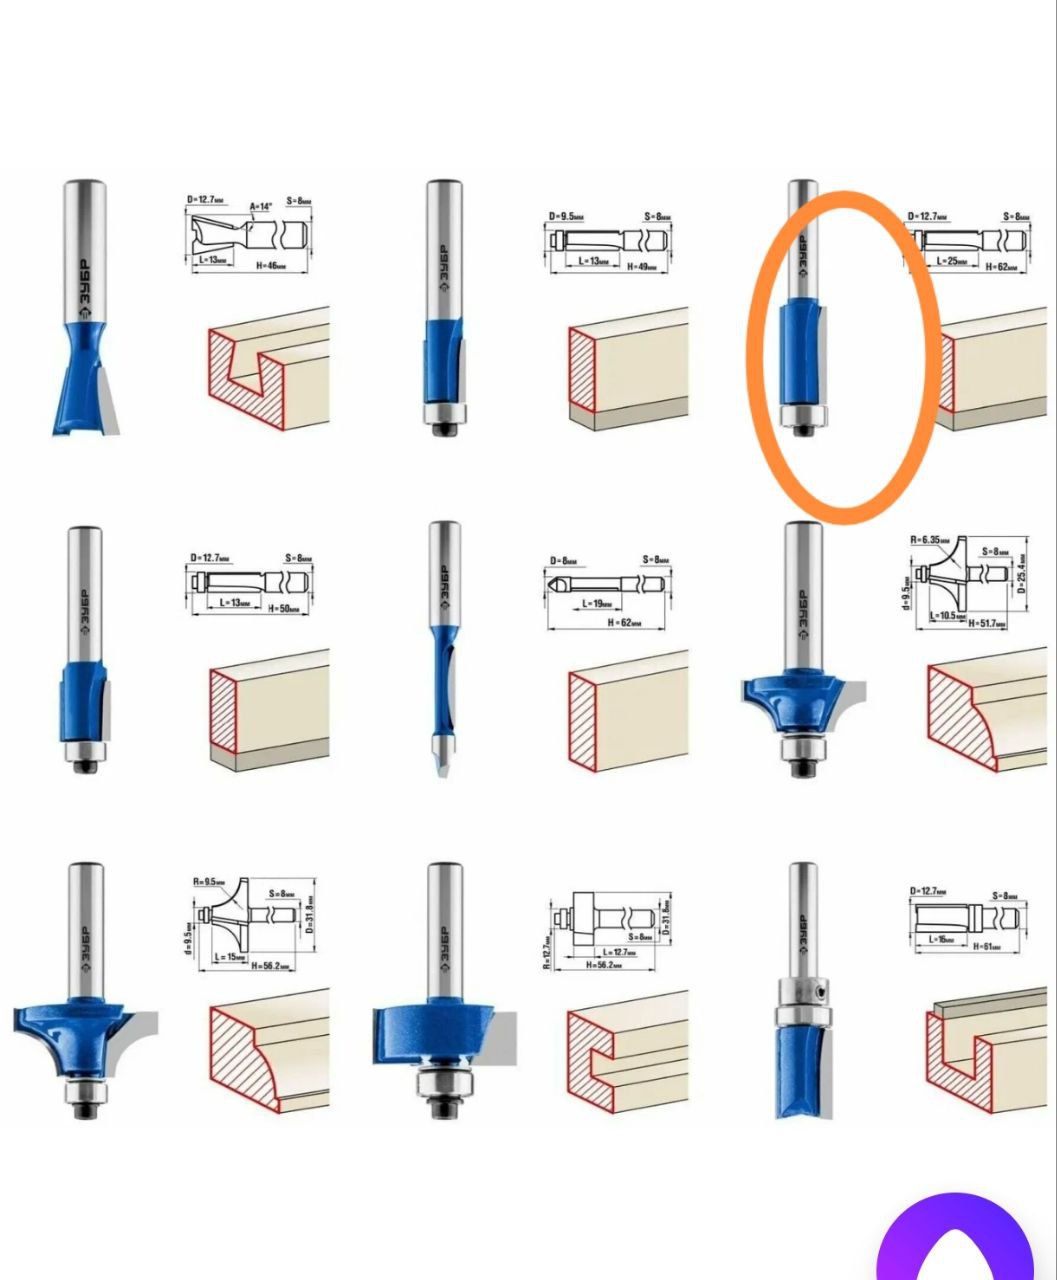 D=12.7мм
A=14°
S=8мм
L=13мм
H=46мм
ЗУБР
D=9.5мм
S=8мм
L=13мм
H=49мм
ЗУБР
D=12.7мм
S=8мм
L=25мм
H=62мм
ЗУБР
D=12.7мм
S=8мм
L=13мм
H=50мм
ЗУБР
D=8мм
S=8мм
L=19мм
H=62мм
ЗУБР
R=6.35мм
S=8мм
d=9.5мм
D=25.4мм
L=10.5мм
H=51.7мм
ЗУБР
R=9.5мм
S=8мм
d=9.5мм
D=31.8мм
L=15мм
H=56.2мм
ЗУБР
R=12.7мм
D=31.8мм
S=8мм
L=12.7мм
H=56.2мм
ЗУБР
D=12.7мм
S=8мм
L=16мм
H=61мм
ЗУБР